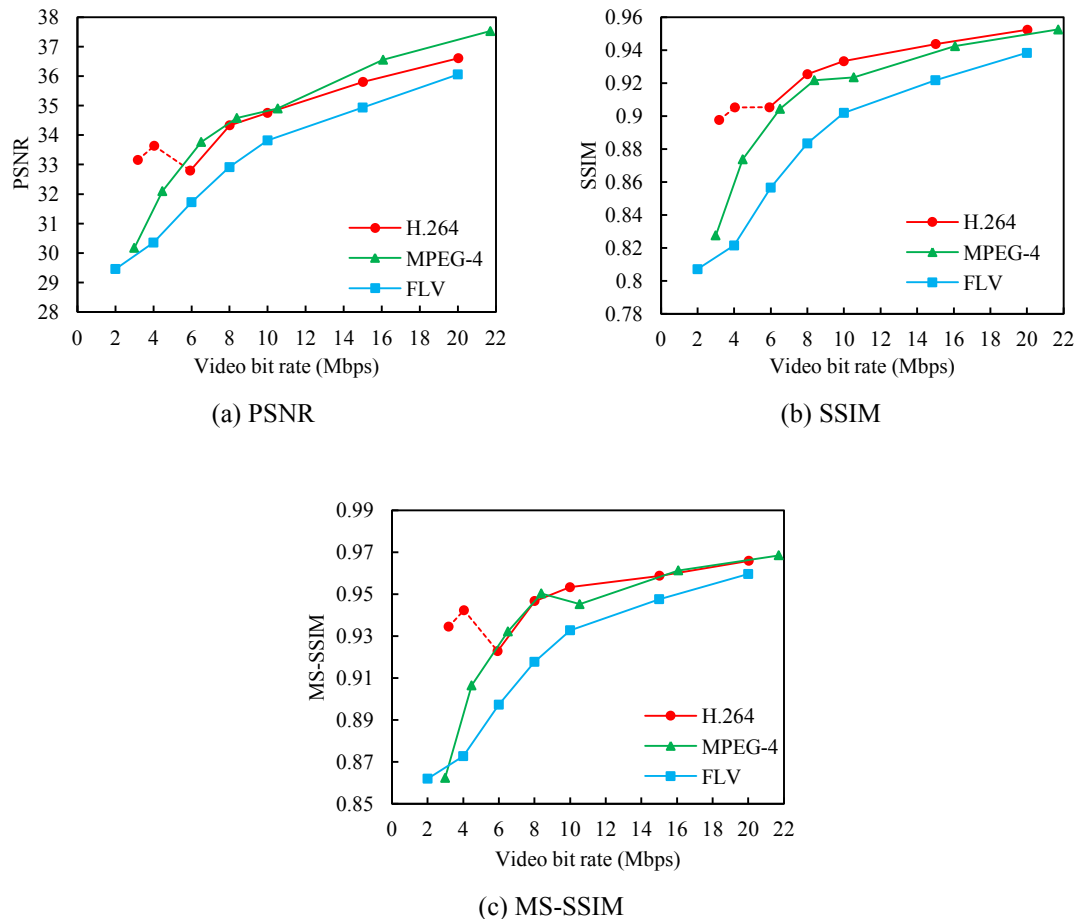 38
37
36
35
34
33
32
31
30
29
28
PSNR
H.264
MPEG-4
FLV
0 2 4 6 8 10 12 14 16 18 20 22
Video bit rate (Mbps)
(a) PSNR
0.96
0.94
0.92
0.9
0.88
0.86
0.84
0.82
0.8
0.78
SSIM
H.264
MPEG-4
FLV
0 2 4 6 8 10 12 14 16 18 20 22
Video bit rate (Mbps)
(b) SSIM
0.99
0.97
0.95
0.93
0.91
0.89
0.87
0.85
MS-SSIM
H.264
MPEG-4
FLV
0 2 4 6 8 10 12 14 16 18 20 22
Video bit rate (Mbps)
(c) MS-SSIM